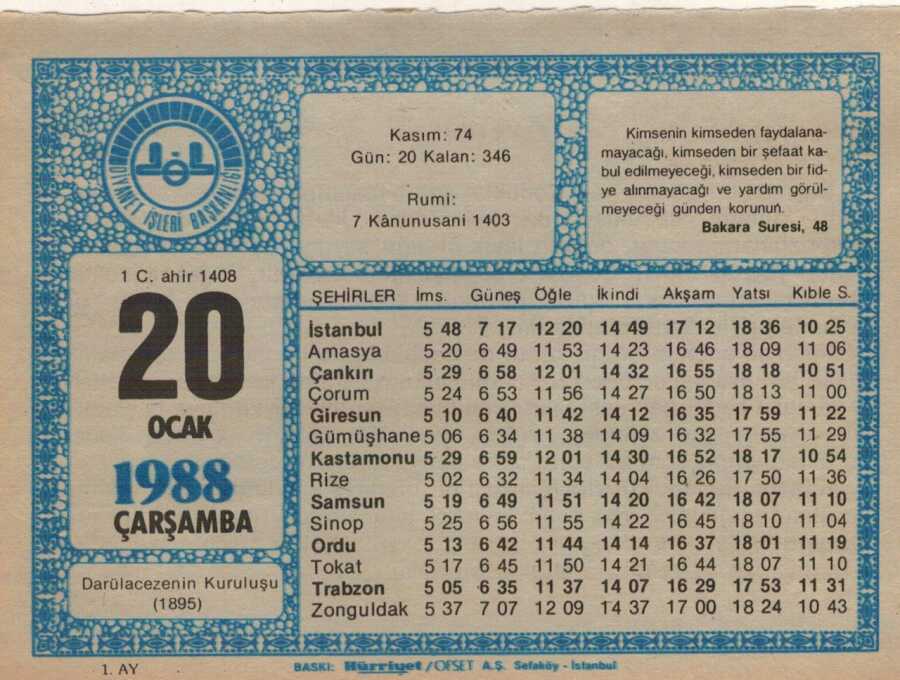 DİYANET İŞLERİ BAŞKANLIĞI
Kasım: 74
Gün: 20 Kalan: 346
Rumi:
7 Kânunusani 1403
Kimsenin kimseden faydalana-
mayacağı, kimseden bir şefaat ka-
bul edilmeyeceği, kimseden bir fid-
ye alınmayacağı ve yardım görül-
meyeceği günden korunun.
Bakara Suresi, 48
1 C. ahir 1408
20
OCAK
1988
ÇARŞAMBA
Darülacezenin Kuruluşu
(1895)
ŞEHİRLER İms. Güneş Öğle İkindi Akşam Yatsı Kıble S.
İstanbul 5 48 7 17 12 20 14 49 17 12 18 36 10 25
Amasya 5 20 6 49 11 53 14 23 16 46 18 09 11 06
Çankırı 5 29 6 58 12 01 14 32 16 55 18 18 10 51
Çorum 5 24 6 53 11 56 14 27 16 50 18 13 11 00
Giresun 5 10 6 40 11 42 14 12 16 35 17 59 11 22
Gümüşhane 5 06 6 34 11 38 14 09 16 32 17 55 11 29
Kastamonu 5 29 6 59 12 01 14 30 16 52 18 17 10 54
Rize 5 02 6 32 11 34 14 04 16 26 17 50 11 36
Samsun 5 19 6 49 11 51 14 20 16 42 18 07 11 10
Sinop 5 25 6 56 11 55 14 22 16 45 18 10 11 04
Ordu 5 13 6 42 11 44 14 14 16 37 18 01 11 19
Tokat 5 17 6 45 11 50 14 21 16 44 18 07 11 10
Trabzon 5 05 6 35 11 37 14 07 16 29 17 53 11 31
Zonguldak 5 37 7 07 12 09 14 37 17 00 18 24 10 43
1. AY
BASKI: Hürriyet / OFSET A.Ş. Sefaköy - İstanbul